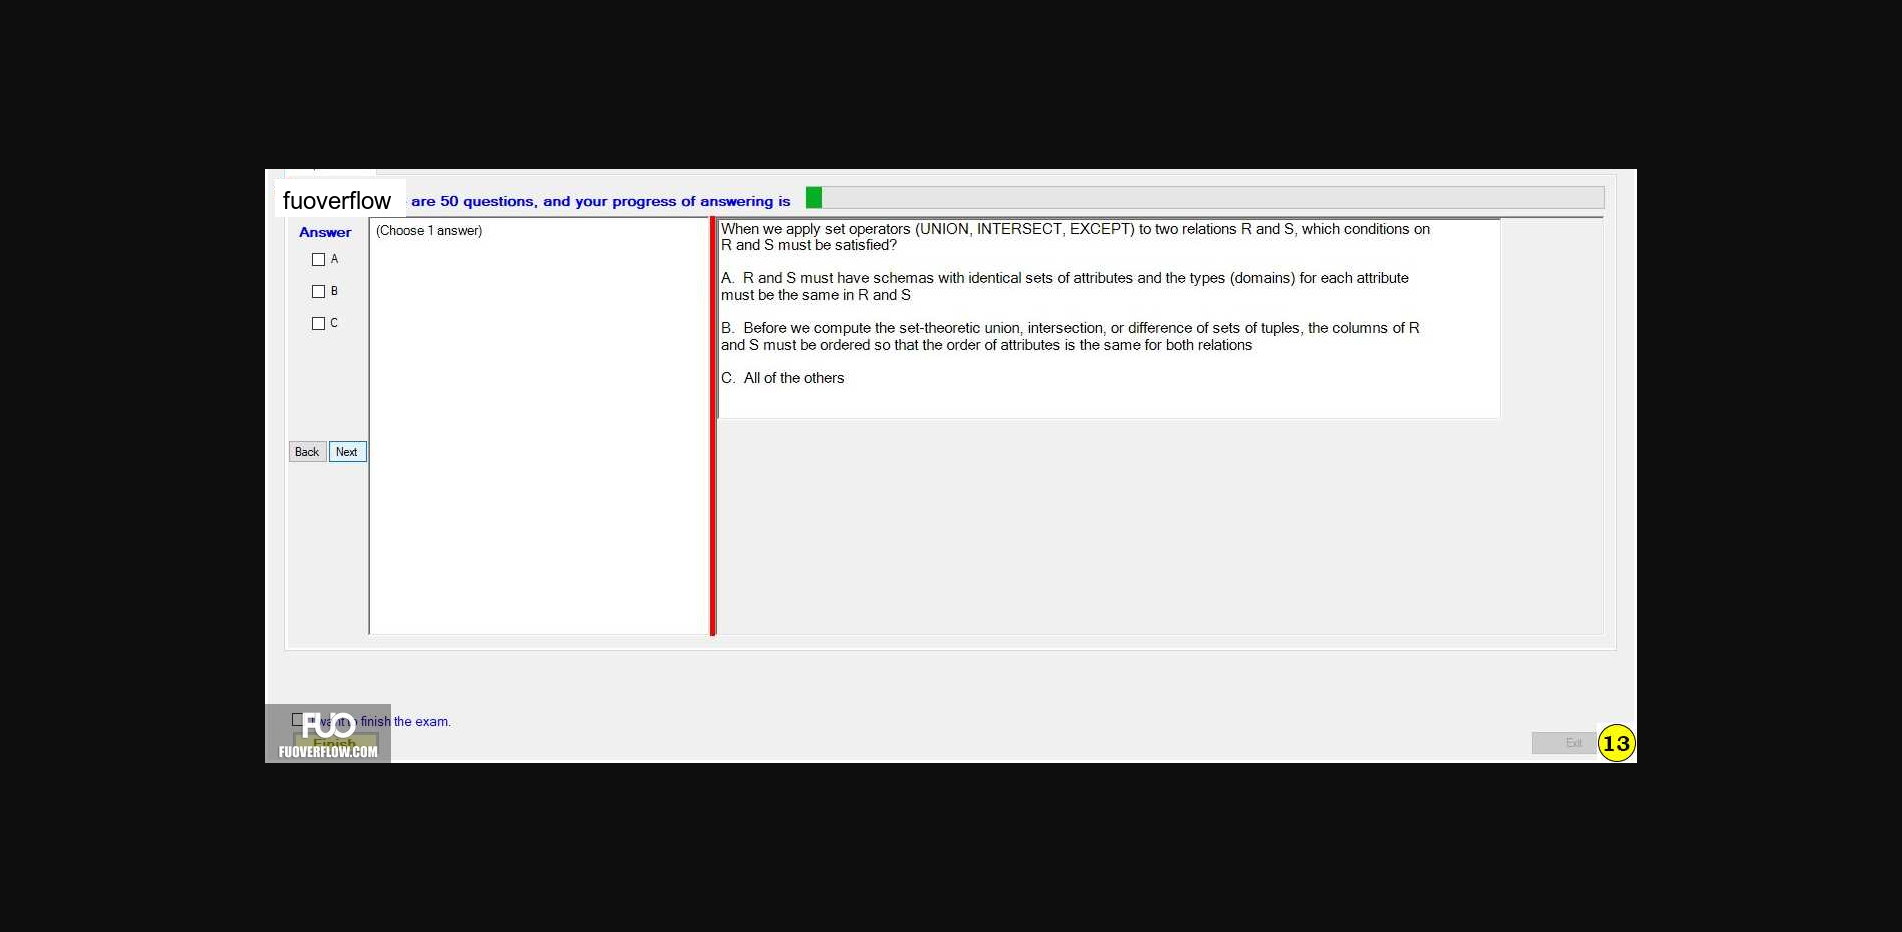 fuoverflow are 50 questions, and your progress of answering is
Answer
(Choose 1 answer)
A
B
C
Back Next
When we apply set operators (UNION, INTERSECT, EXCEPT) to two relations R and S, which conditions on
R and S must be satisfied?
A. R and S must have schemas with identical sets of attributes and the types (domains) for each attribute
must be the same in R and S
B. Before we compute the set-theoretic union, intersection, or difference of sets of tuples, the columns of R
and S must be ordered so that the order of attributes is the same for both relations
C. All of the others
I want to finish the exam.
Finish
FUO
FUOVERFLOW.COM
Exit
13